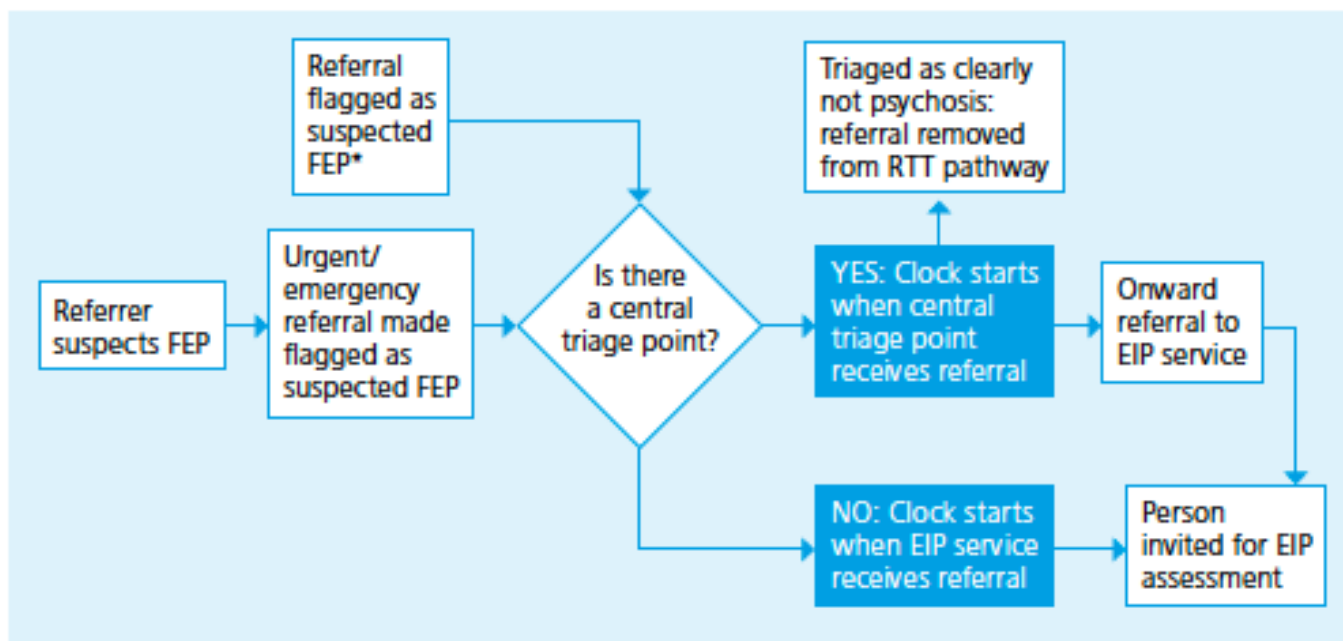 Referral
flagged as
suspected
FEP*
Triaged as clearly
not psychosis:
referral removed
from RTT pathway
Referrer
suspects FEP
Urgent/
emergency
referral made
flagged as
suspected FEP
Is there
a central
triage point?
YES: Clock starts
when central
triage point
receives referral
Onward
referral to
EIP service
NO: Clock starts
when EIP service
receives referral
Person
invited for EIP
assessment